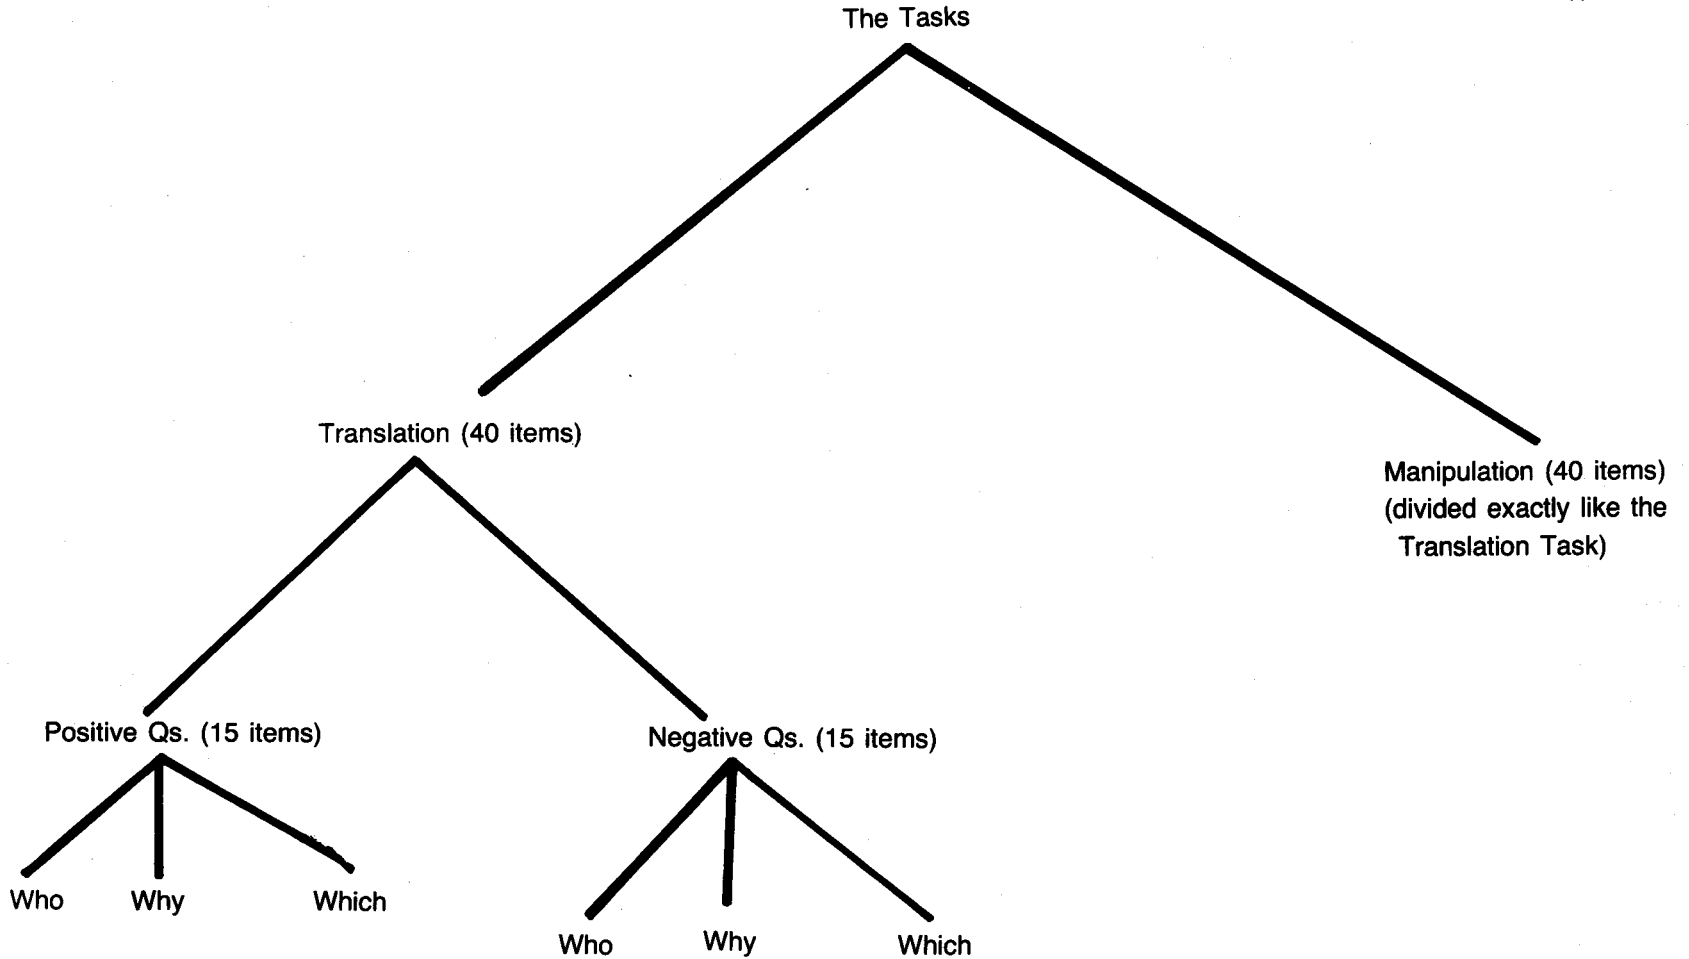 The Tasks
Translation (40 items)
Manipulation (40 items)
(divided exactly like the
Translation Task)
Positive Qs. (15 items)
Negative Qs. (15 items)
Who
Why
Which
Who
Why
Which